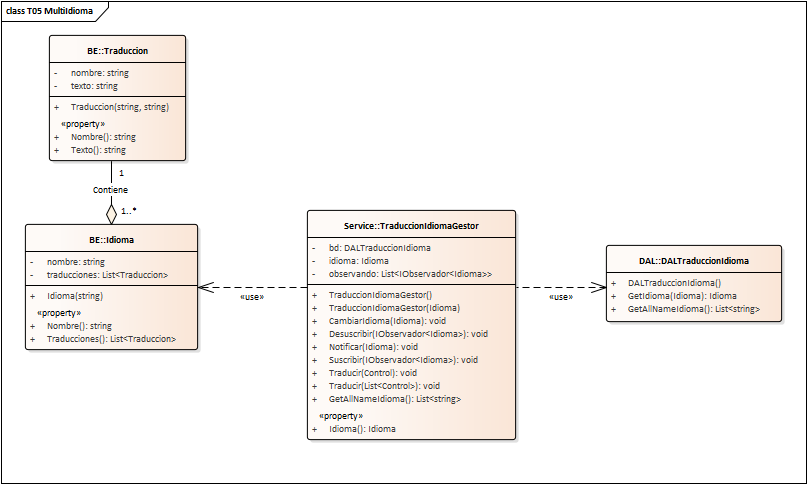 class T05 MultiIdioma
BE::Traduccion
- nombre: string
- texto: string
+ Traduccion(string, string)
«property»
+ Nombre(): string
+ Texto(): string
1
Contiene
1..*
BE::Idioma
- nombre: string
- traducciones: List<Traduccion>
+ Idioma(string)
«property»
+ Nombre(): string
+ Traducciones(): List<Traduccion>
«use»
Service::TraduccionIdiomaGestor
- bd: DALTraduccionIdioma
- idioma: Idioma
- observando: List<IObservador<Idioma>>
+ TraduccionIdiomaGestor()
+ TraduccionIdiomaGestor(Idioma)
+ CambiarIdioma(Idioma): void
+ Desuscribir(IObservador<Idioma>): void
+ Notificar(Idioma): void
+ Suscribir(IObservador<Idioma>): void
+ Traducir(Control): void
+ Traducir(List<Control>): void
+ GetAllNameIdioma(): List<string>
«property»
+ Idioma(): Idioma
«use»
DAL::DALTraduccionIdioma
+ DALTraduccionIdioma()
+ GetIdioma(Idioma): Idioma
+ GetAllNameIdioma(): List<string>